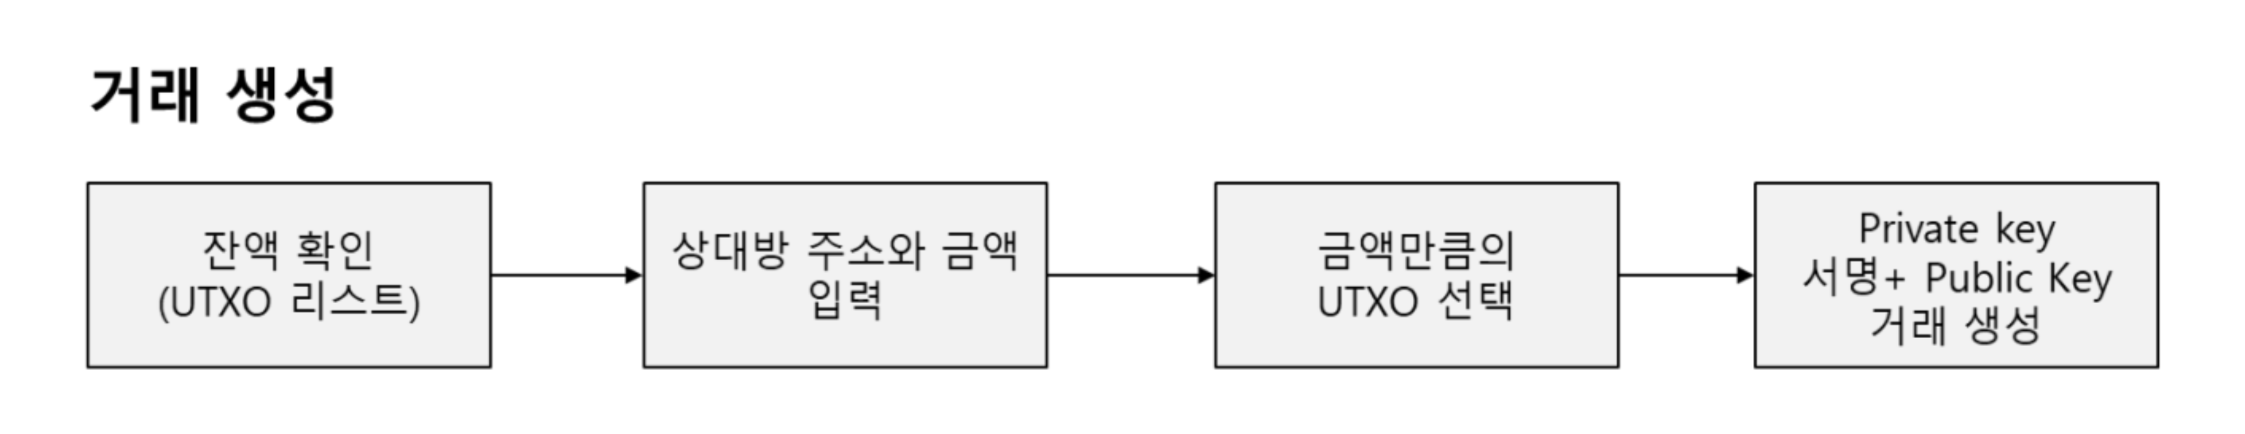 거래 생성
잔액 확인
(UTXO 리스트)
상대방 주소와 금액
입력
금액만큼의
UTXO 선택
Private key
서명+ Public Key
거래 생성